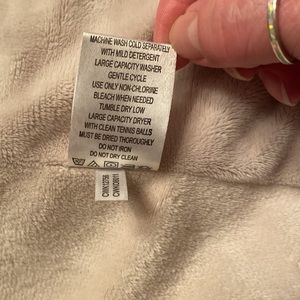 MACHINE WASH COLD SEPARATELY
WITH MILD DETERGENT
LARGE CAPACITY WASHER
GENTLE CYCLE
USE ONLY NON-CHLORINE
BLEACH WHEN NEEDED
TUMBLE DRY LOW
LARGE CAPACITY DRYER
WITH CLEAN TENNIS BALLS
MUST BE DRIED THOROUGHLY
DO NOT IRON
DO NOT DRY CLEAN